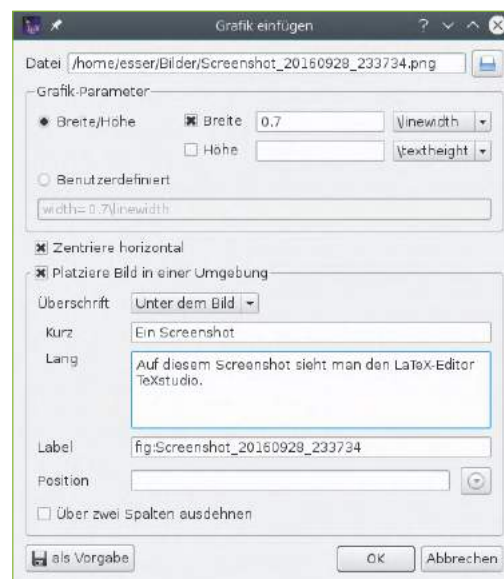 Grafik einfügen
Datei /home/esser/Bilder/Screenshot_20160928_233734.png
Grafik-Parameter
Breite/Höhe Breite 0.7 \linewidth
Höhe \textheight
Benutzerdefiniert
width=0.7\linewidth
Zentriere horizontal
Platziere Bild in einer Umgebung
Überschrift Unter dem Bild
Kurz Ein Screenshot
Lang Auf diesem Screenshot sieht man den LaTeX-Editor
TeXstudio.
Label fig:Screenshot_20160928_233734
Position
Über zwei Spalten ausdehnen
als Vorgabe OK Abbrechen